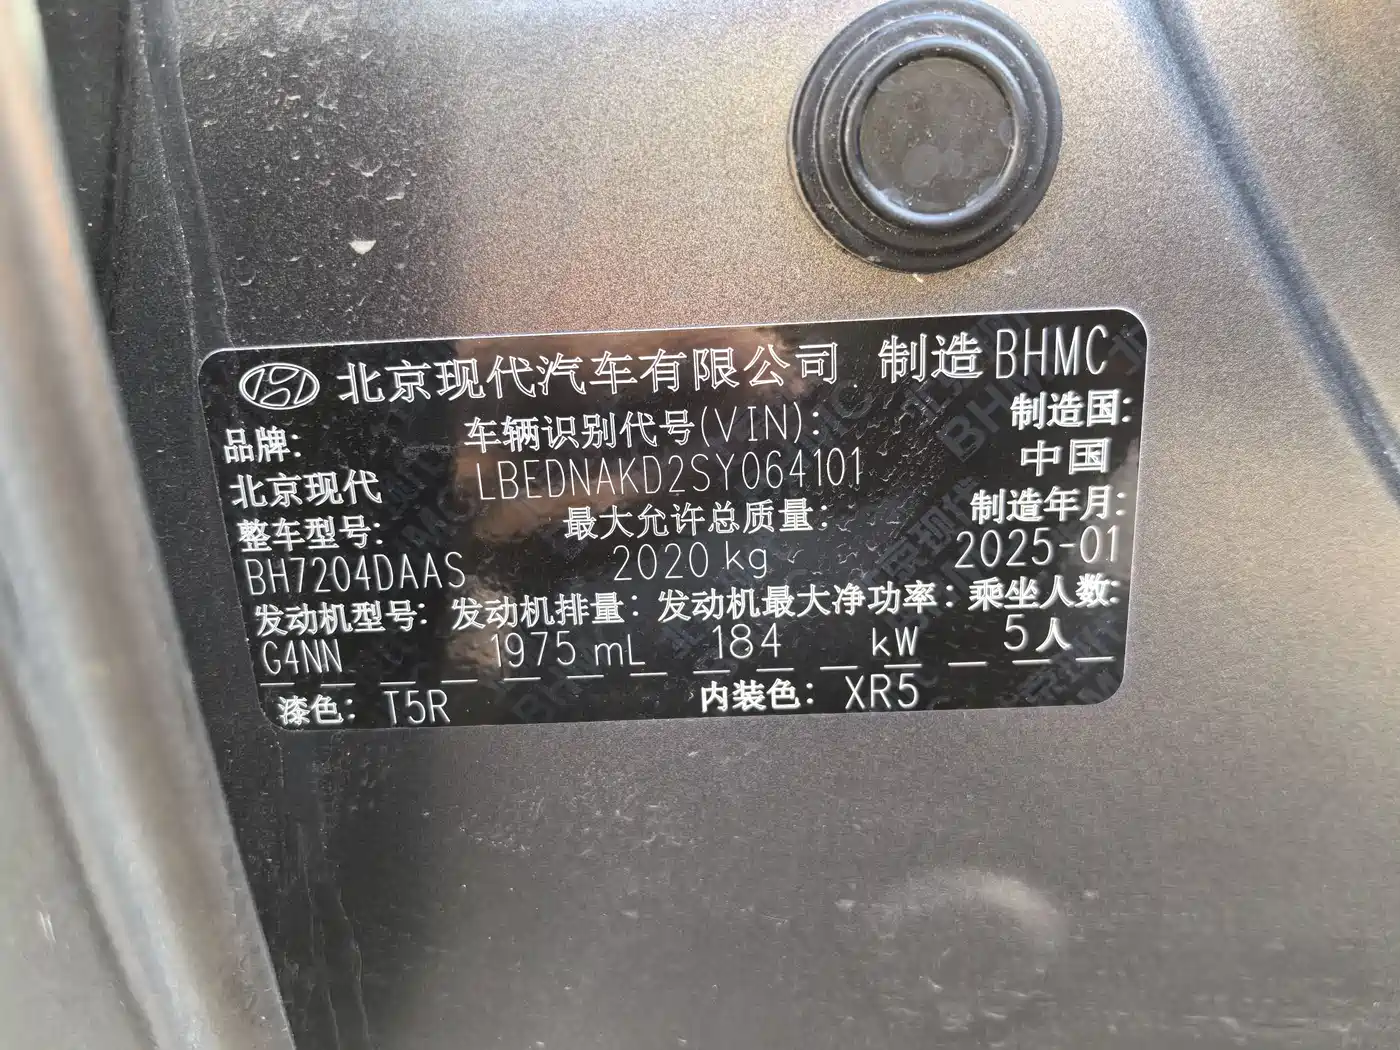 北京现代汽车有限公司 制造 BHMC
品牌: 车辆识别代号(VIN): 制造国:
北京现代 LBEDNAKD2SY064101 中国
整车型号: 最大允许总质量: 制造年月:
BH7204DAAS 2020 kg 2025-01
发动机型号: 发动机排量: 发动机最大净功率: 乘坐人数:
G4NN 1975 mL 184 kW 5人
漆色: T5R 内装色: XR5